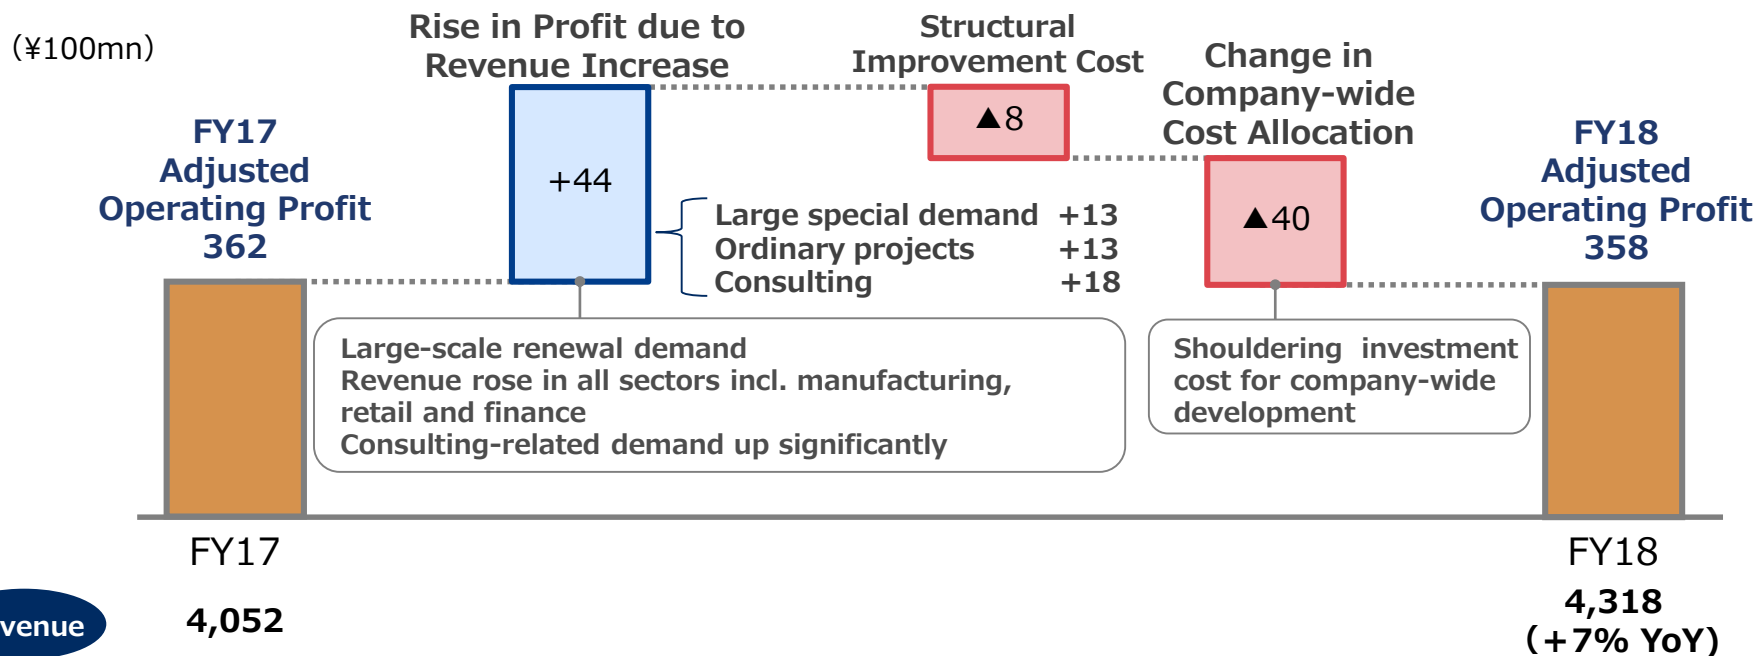 （¥100mn）
Rise in Profit due to
Revenue Increase
Structural
Improvement Cost
Change in
Company-wide
Cost Allocation
FY17
Adjusted
Operating Profit
362
+44
▲8
▲40
FY18
Adjusted
Operating Profit
358
Large special demand +13
Ordinary projects +13
Consulting +18
Large-scale renewal demand
Revenue rose in all sectors incl. manufacturing,
retail and finance
Consulting-related demand up significantly
Shouldering investment
cost for company-wide
development
FY17
FY18
venue
4,052
4,318
（+7% YoY)